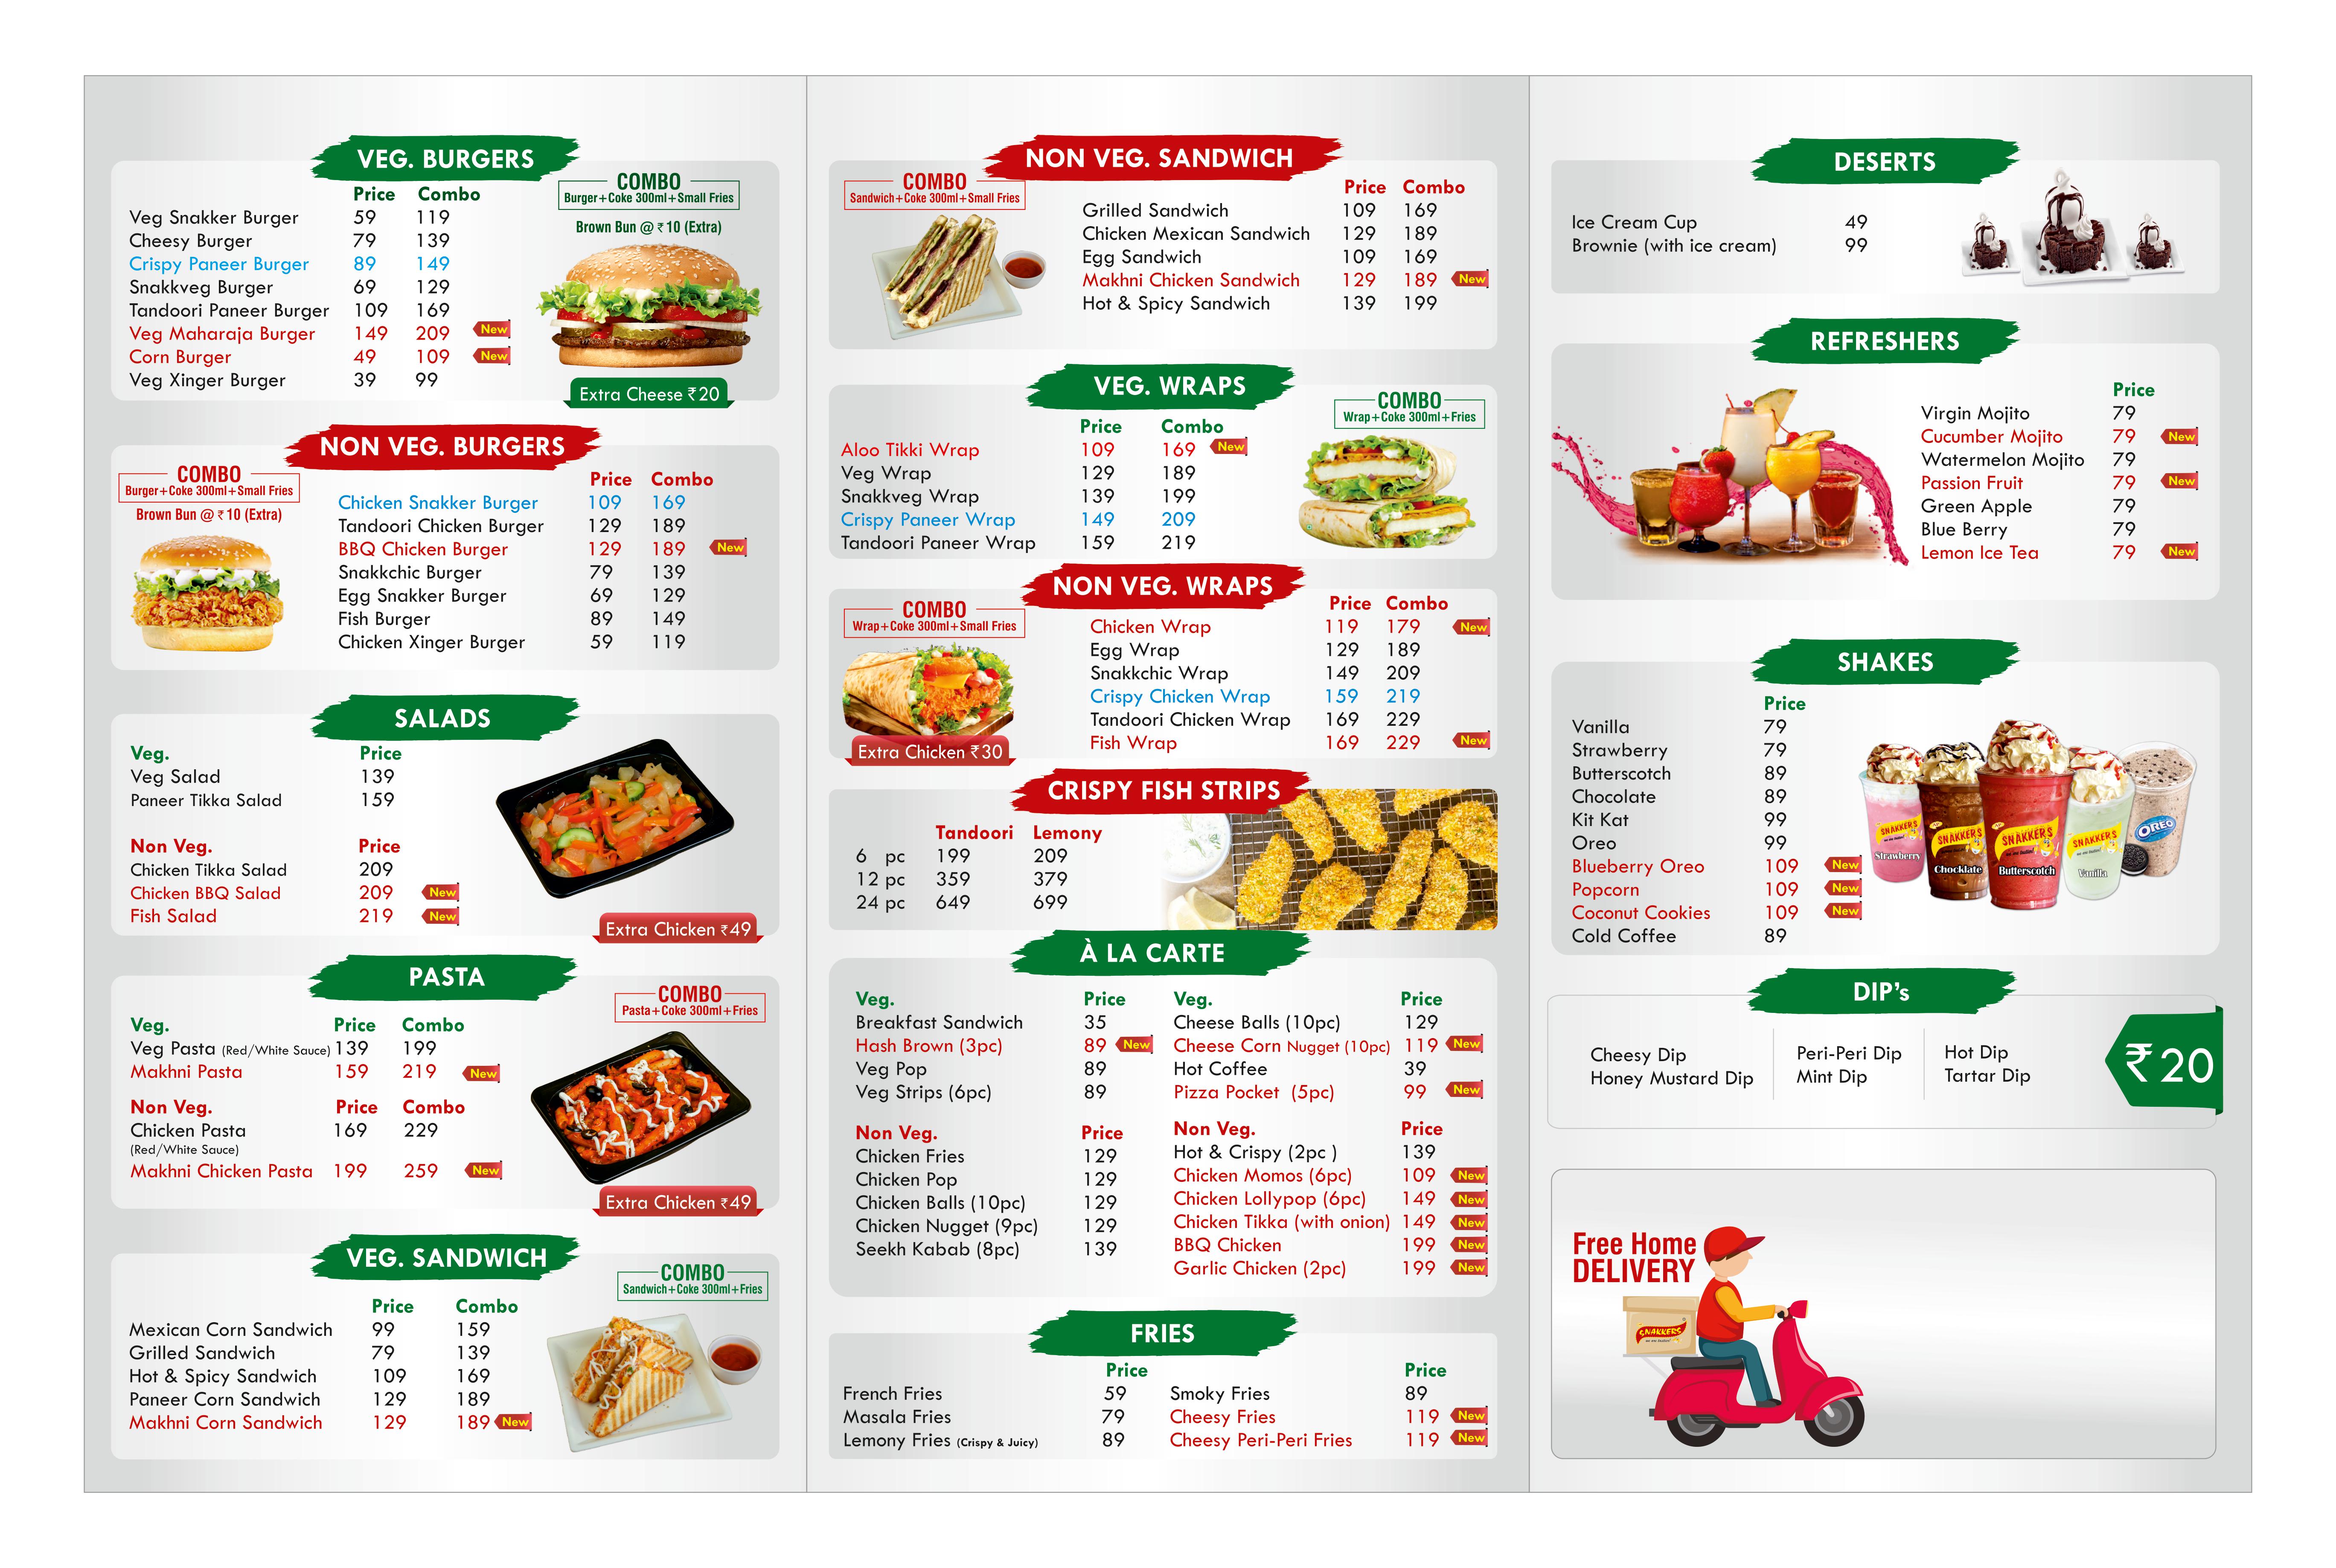 VEG. BURGERS
Price Combo
Veg Snakker Burger 59 119
Cheesy Burger 79 139
Crispy Paneer Burger 89 149
Snakkveg Burger 69 129
Tandoori Paneer Burger 109 169
Veg Maharaja Burger 149 209 New
Corn Burger 49 109 New
Veg Xinger Burger 39 99
COMBO
Burger+Coke 300ml+Small Fries
Brown Bun @ ₹10 (Extra)
Extra Cheese ₹20
NON VEG. BURGERS
COMBO
Burger+Coke 300ml+Small Fries
Brown Bun @ ₹10 (Extra)
Price Combo
Chicken Snakker Burger 109 169
Tandoori Chicken Burger 129 189
BBQ Chicken Burger 129 189 New
Snakkchic Burger 79 139
Egg Snakker Burger 69 129
Fish Burger 89 149
Chicken Xinger Burger 59 119
SALADS
Veg. Price
Veg Salad 139
Paneer Tikka Salad 159
Non Veg. Price
Chicken Tikka Salad 209
Chicken BBQ Salad 209 New
Fish Salad 219 New
Extra Chicken ₹49
PASTA
COMBO
Pasta+Coke 300ml+Fries
Veg. Price Combo
Veg Pasta (Red/White Sauce) 139 199
Makhni Pasta 159 219 New
Non Veg. Price Combo
Chicken Pasta 169 229
(Red/White Sauce)
Makhni Chicken Pasta 199 259 New
Extra Chicken ₹49
VEG. SANDWICH
COMBO
Sandwich+Coke 300ml+Fries
Price Combo
Mexican Corn Sandwich 99 159
Grilled Sandwich 79 139
Hot & Spicy Sandwich 109 169
Paneer Corn Sandwich 129 189
Makhni Corn Sandwich 129 189 New
NON VEG. SANDWICH
COMBO
Sandwich+Coke 300ml+Small Fries
Price Combo
Grilled Sandwich 109 169
Chicken Mexican Sandwich 129 189
Egg Sandwich 109 169
Makhni Chicken Sandwich 129 189 New
Hot & Spicy Sandwich 139 199
VEG. WRAPS
COMBO
Wrap+Coke 300ml+Fries
Price Combo
Aloo Tikki Wrap 109 169 New
Veg Wrap 129 189
Snakkveg Wrap 139 199
Crispy Paneer Wrap 149 209
Tandoori Paneer Wrap 159 219
NON VEG. WRAPS
COMBO
Wrap+Coke 300ml+Small Fries
Price Combo
Chicken Wrap 119 179 New
Egg Wrap 129 189
Snakkchic Wrap 149 209
Crispy Chicken Wrap 159 219
Tandoori Chicken Wrap 169 229
Fish Wrap 169 229 New
Extra Chicken ₹30
CRISPY FISH STRIPS
Tandoori Lemony
6 pc 199 209
12 pc 359 379
24 pc 649 699
À LA CARTE
Veg. Price
Breakfast Sandwich 35
Hash Brown (3pc) 89 New
Veg Pop 89
Veg Strips (6pc) 89
Veg. Price
Cheese Balls (10pc) 129
Cheese Corn Nugget (10pc) 119 New
Hot Coffee 39
Pizza Pocket (5pc) 99 New
Non Veg. Price
Chicken Fries 129
Chicken Pop 129
Chicken Balls (10pc) 129
Chicken Nugget (9pc) 129
Seekh Kabab (8pc) 139
Non Veg. Price
Hot & Crispy (2pc ) 139
Chicken Momos (6pc) 109 New
Chicken Lollypop (6pc) 149 New
Chicken Tikka (with onion) 149 New
BBQ Chicken 199 New
Garlic Chicken (2pc) 199 New
FRIES
Price
French Fries 59
Masala Fries 79
Lemony Fries (Crispy & Juicy) 89
Price
Smoky Fries 89
Cheesy Fries 119 New
Cheesy Peri-Peri Fries 119 New
DESERTS
Ice Cream Cup 49
Brownie (with ice cream) 99
REFRESHERS
Price
Virgin Mojito 79
Cucumber Mojito 79 New
Watermelon Mojito 79
Passion Fruit 79 New
Green Apple 79
Blue Berry 79
Lemon Ice Tea 79 New
SHAKES
Price
Vanilla 79
Strawberry 79
Butterscotch 89
Chocolate 89
Kit Kat 99
Oreo 99
Blueberry Oreo 109 New
Popcorn 109 New
Coconut Cookies 109 New
Cold Coffee 89
SNAKKERS
Strawberry
SNAKKERS
Chocklate
SNAKKERS
Butterscotch
SNAKKERS
Vanilla
OREO
DIP's
Cheesy Dip
Honey Mustard Dip
Peri-Peri Dip
Mint Dip
Hot Dip
Tartar Dip
₹20
Free Home
DELIVERY
SNAKKERS